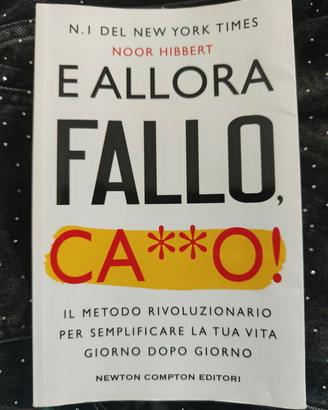 N.1 DEL NEW YORK TIMES
NOOR HIBBERT
E ALLORA
FALLO,
CA**O!
IL METODO RIVOLUZIONARIO
PER SEMPLIFICARE LA TUA VITA
GIORNO DOPO GIORNO
NEWTON COMPTON EDITORI